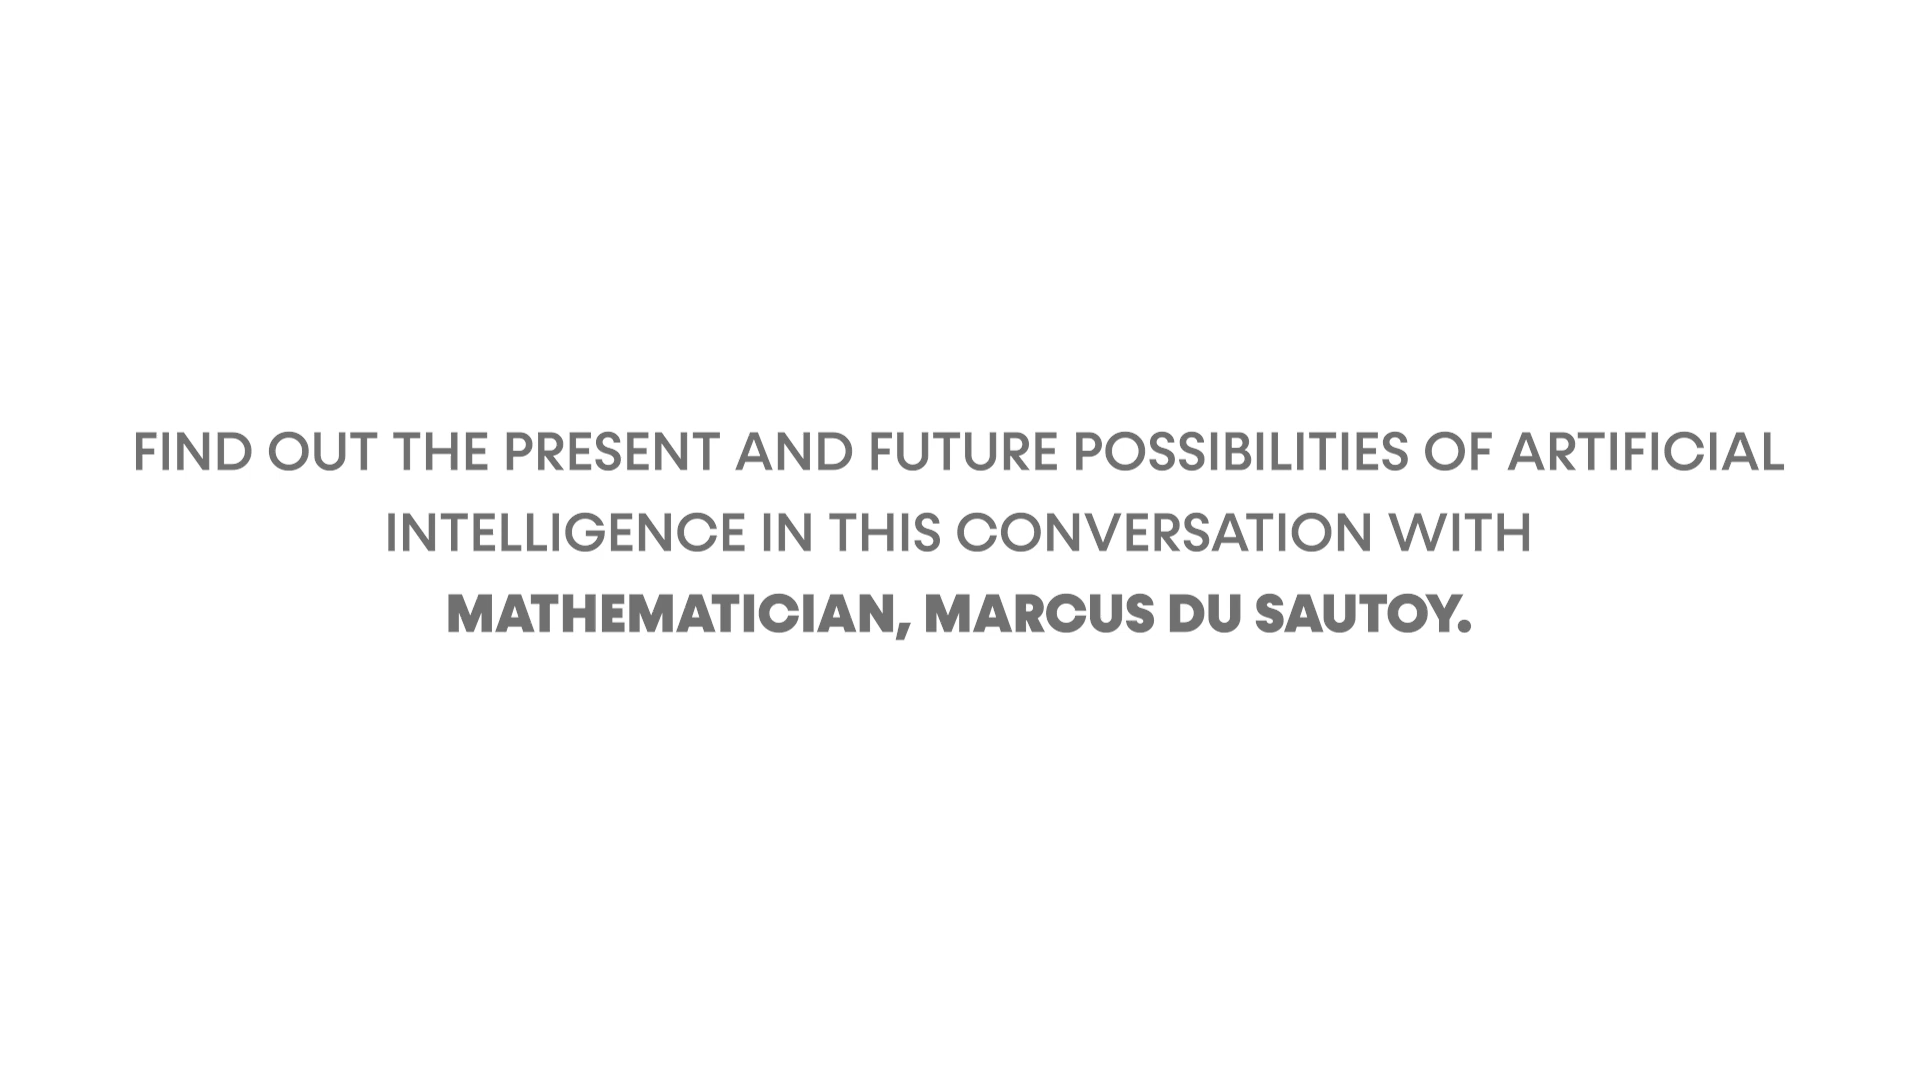 FIND OUT THE PRESENT AND FUTURE POSSIBILITIES OF ARTIFICIAL
INTELLIGENCE IN THIS CONVERSATION WITH
MATHEMATICIAN, MARCUS DU SAUTOY.